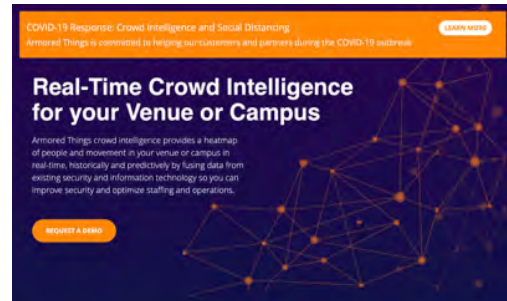 COVID-19 Response: Crowd Intelligence and Social Distancing
Armored Things is committed to helping our customers and partners during the COVID-19 outbreak
LEARN MORE
Real-Time Crowd Intelligence
for your Venue or Campus
Armored Things crowd intelligence provides a heatmap
of people and movement in your venue or campus in
real-time, historically and predictively by fusing data from
existing security and information technology so you can
improve security and optimize staffing and operations.
REQUEST A DEMO